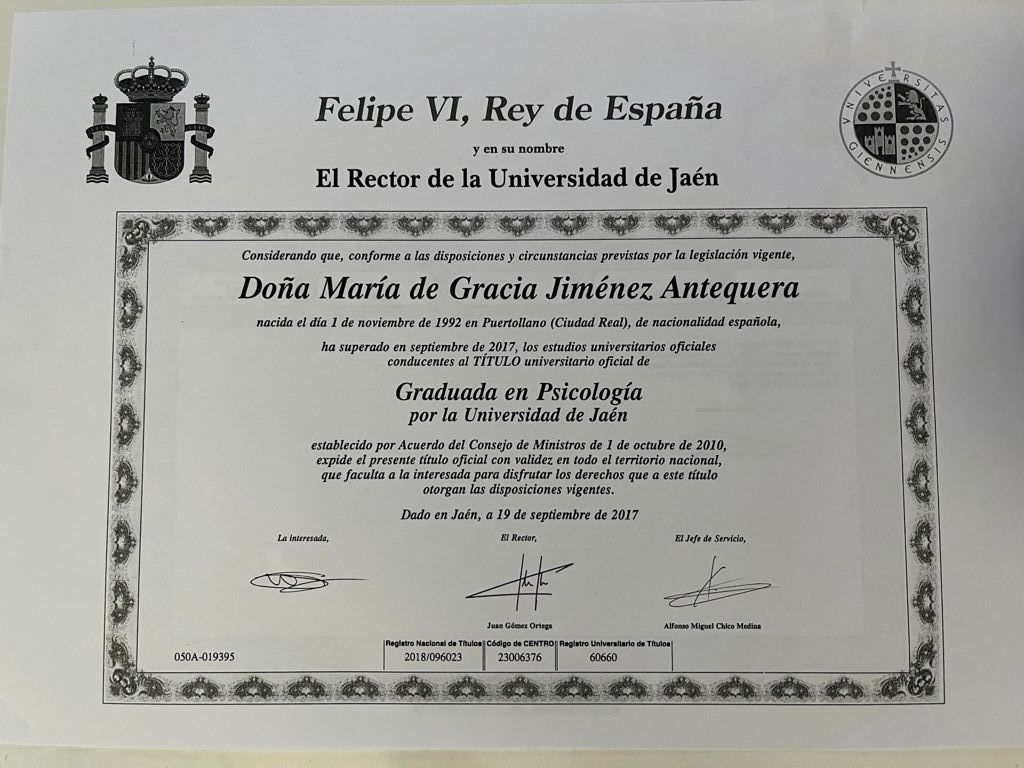 Felipe VI, Rey de España
y en su nombre
El Rector de la Universidad de Jaén
VNIVERSITAS GIENNENSIS
Considerando que, conforme a las disposiciones y circunstancias previstas por la legislación vigente,
Doña María de Gracia Jiménez Antequera
nacida el día 1 de noviembre de 1992 en Puertollano (Ciudad Real), de nacionalidad española,
ha superado en septiembre de 2017, los estudios universitarios oficiales
conducentes al TÍTULO universitario oficial de
Graduada en Psicología
por la Universidad de Jaén
establecido por Acuerdo del Consejo de Ministros de 1 de octubre de 2010,
expide el presente título oficial con validez en todo el territorio nacional,
que faculta a la interesada para disfrutar los derechos que a este título
otorgan las disposiciones vigentes.
Dado en Jaén, a 19 de septiembre de 2017
La interesada, El Rector, El Jefe de Servicio,
Juan Gómez Ortega Alfonso Miguel Chico Medina
Registro Nacional de Títulos Código de CENTRO Registro Universitario de Títulos
050A-019395 2018/096023 23006376 60660